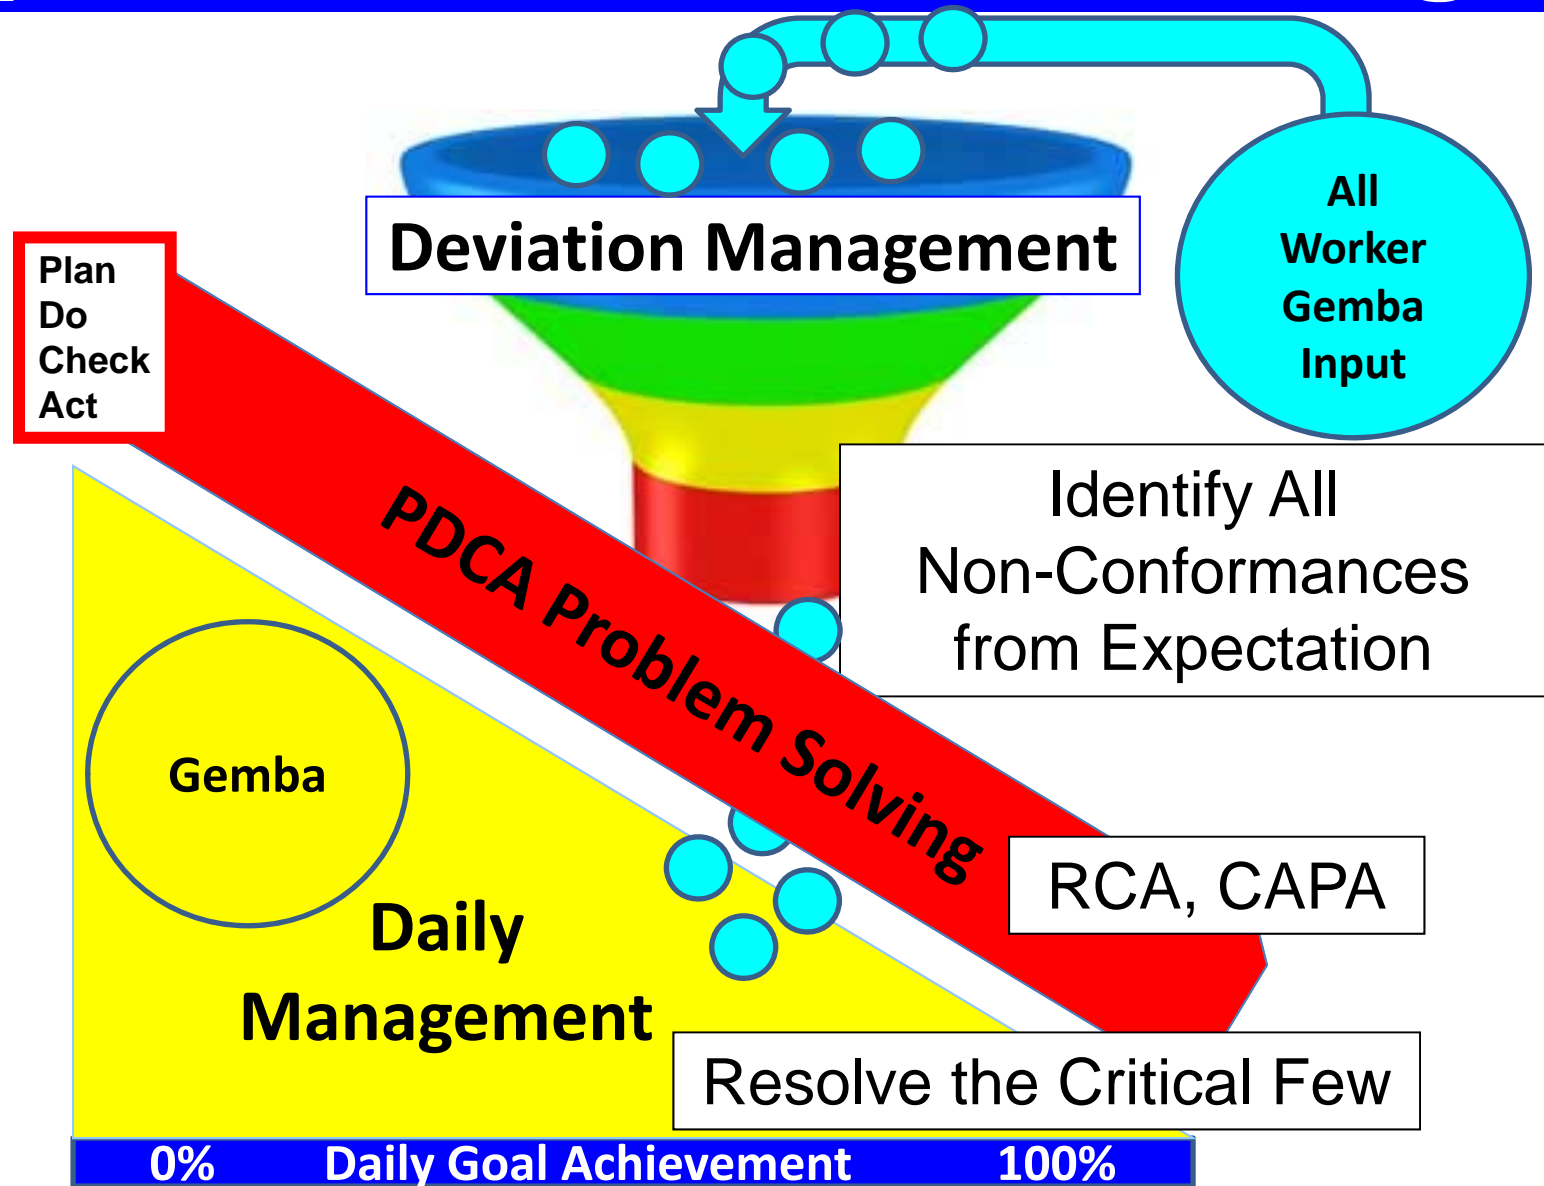 Deviation Management
All
Worker
Gemba
Input
Plan
Do
Check
Act
Identify All
Non-Conformances
from Expectation
PDCA Problem Solving
Gemba
Daily
Management
RCA, CAPA
Resolve the Critical Few
0% Daily Goal Achievement 100%